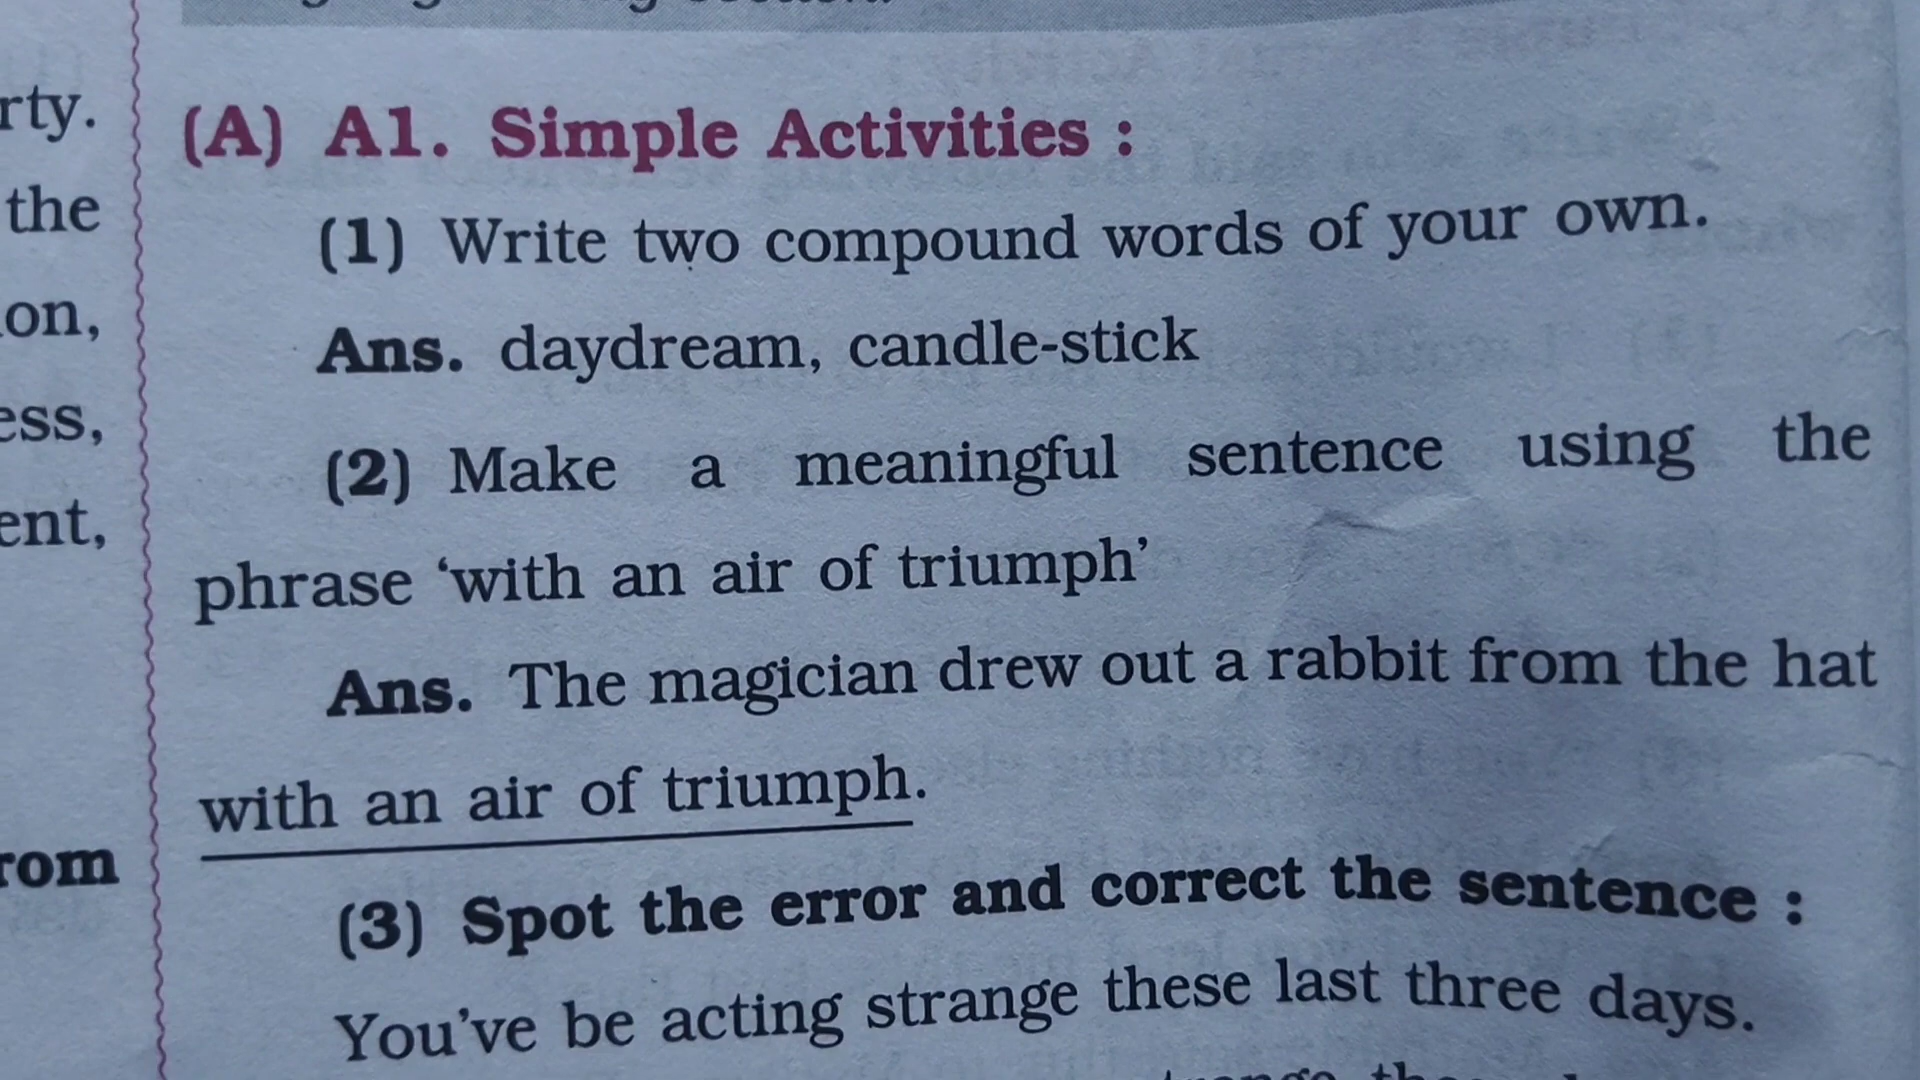 rty.
the
on,
ess,
ent,
rom
(A) A1. Simple Activities :
(1) Write two compound words of your own.
Ans. daydream, candle-stick
(2) Make a meaningful sentence using the
phrase ‘with an air of triumph’
Ans. The magician drew out a rabbit from the hat
with an air of triumph.
(3) Spot the error and correct the sentence :
You’ve be acting strange these last three days.